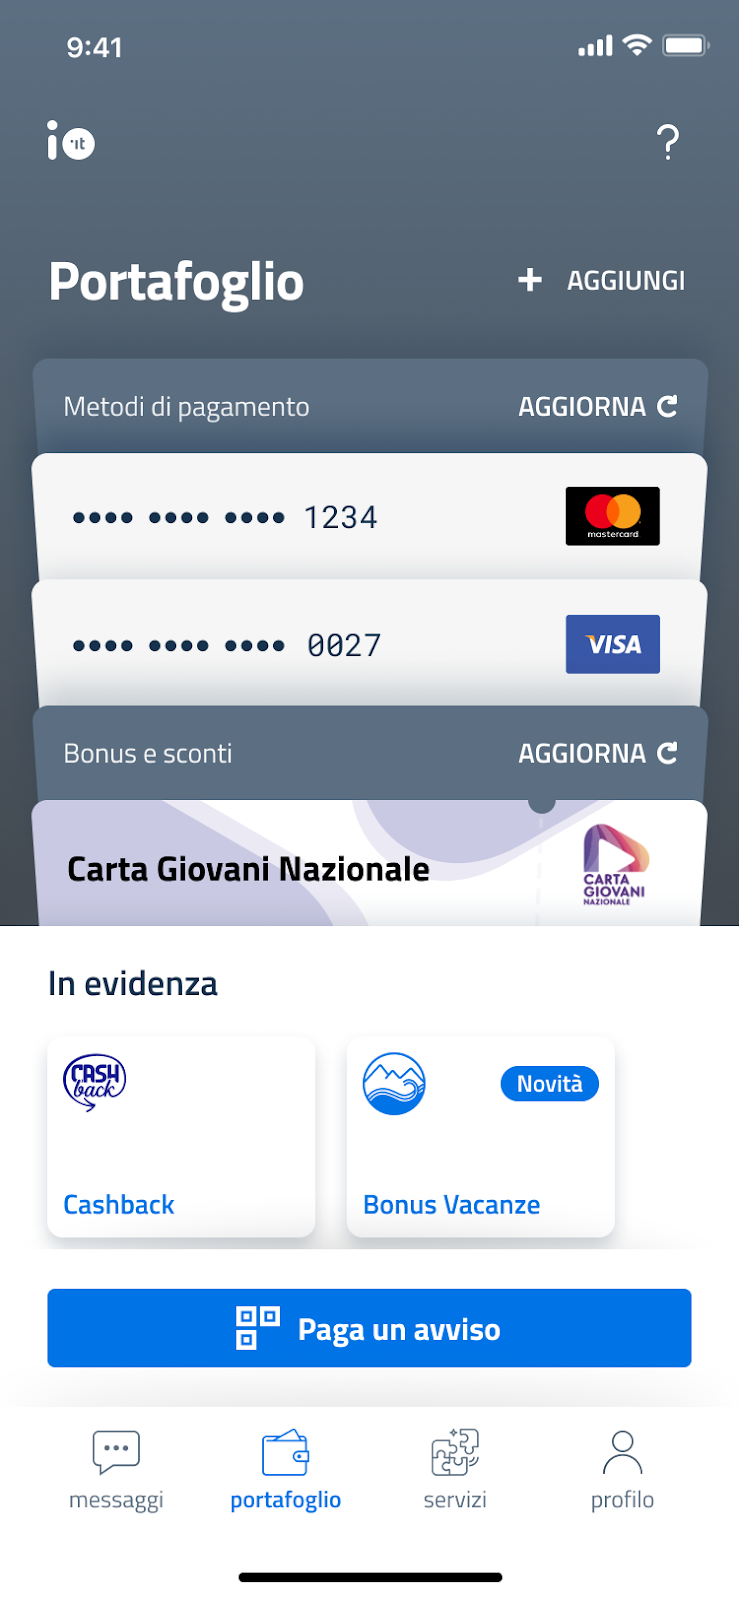 9:41
io it
?
Portafoglio
+ AGGIUNGI
Metodi di pagamento AGGIORNA
•••• •••• •••• 1234
mastercard
•••• •••• •••• 0027
VISA
Bonus e sconti AGGIORNA
Carta Giovani Nazionale
CARTA
GIOVANI
NAZIONALE
In evidenza
CASH
back
Novità
Cashback
Bonus Vacanze
Paga un avviso
messaggi portafoglio servizi profilo